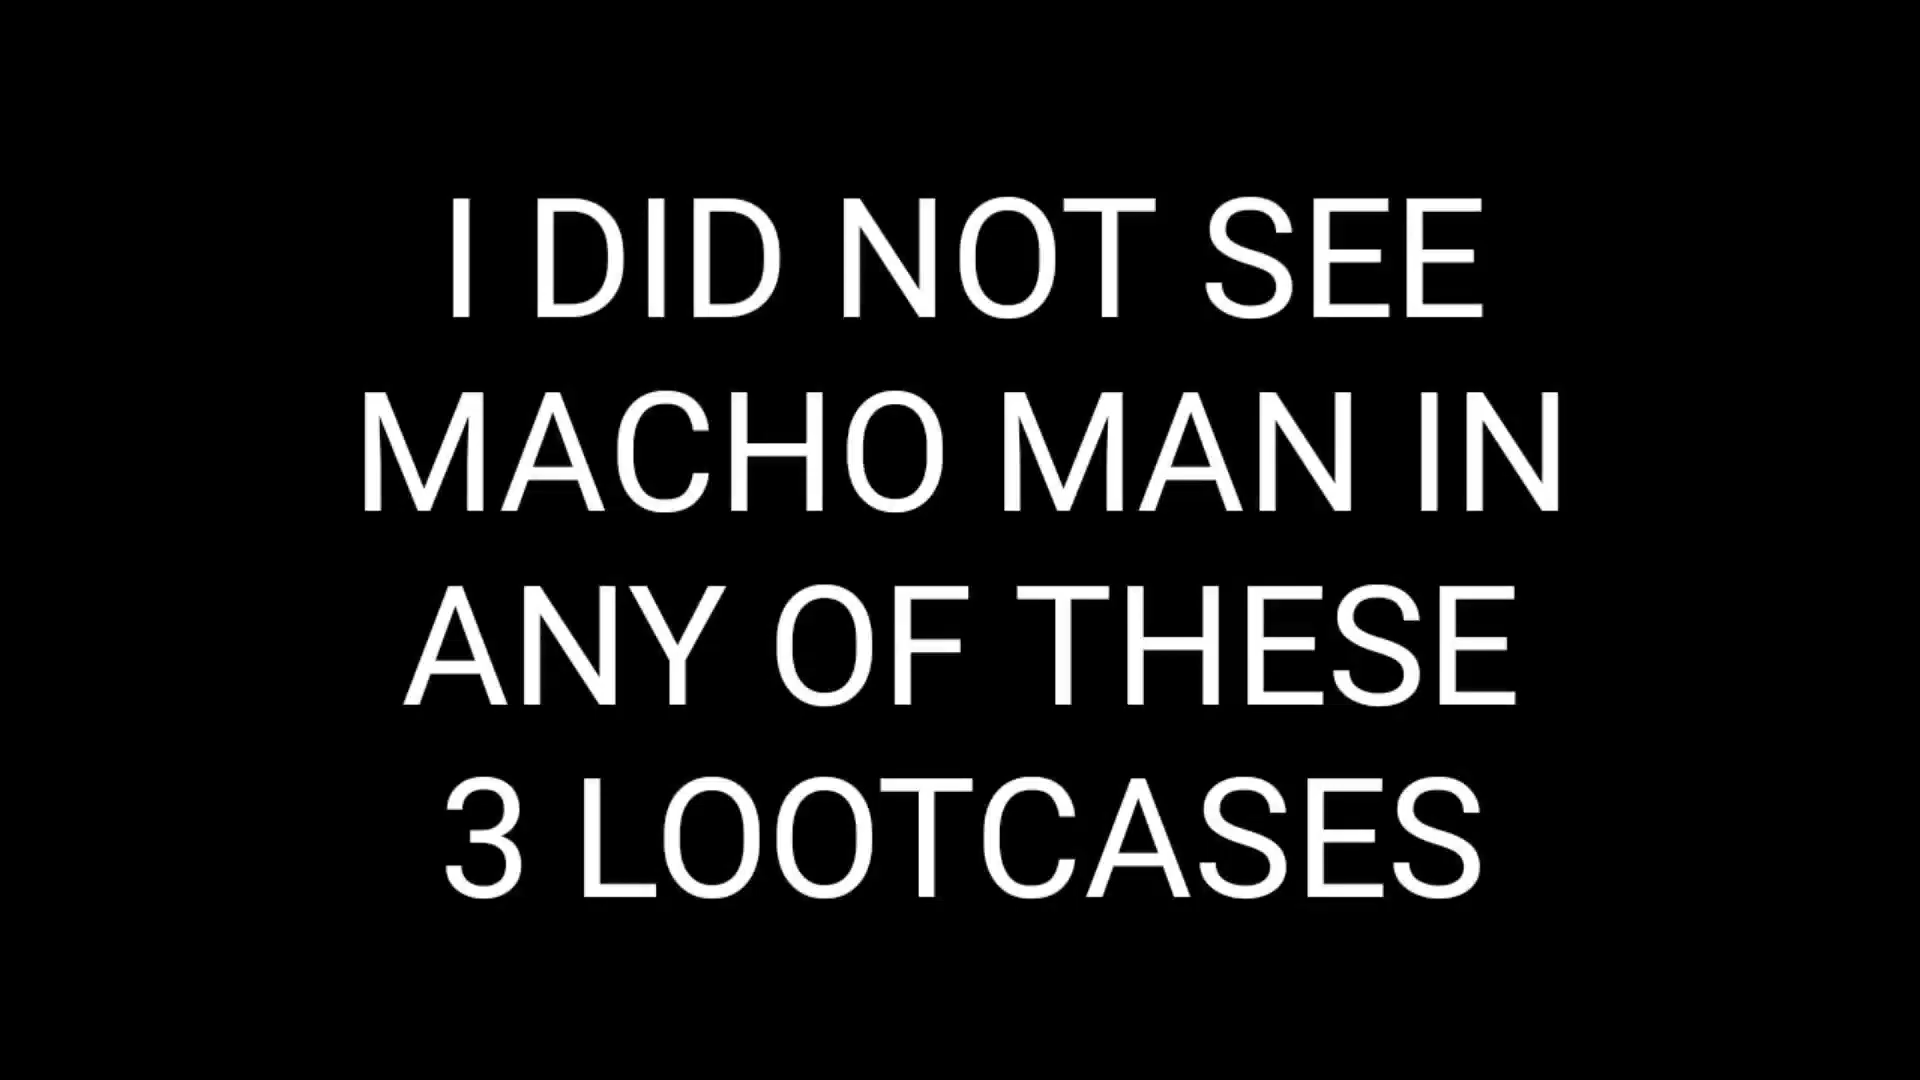 I DID NOT SEE
MACHO MAN IN
ANY OF THESE
3 LOOTCASES